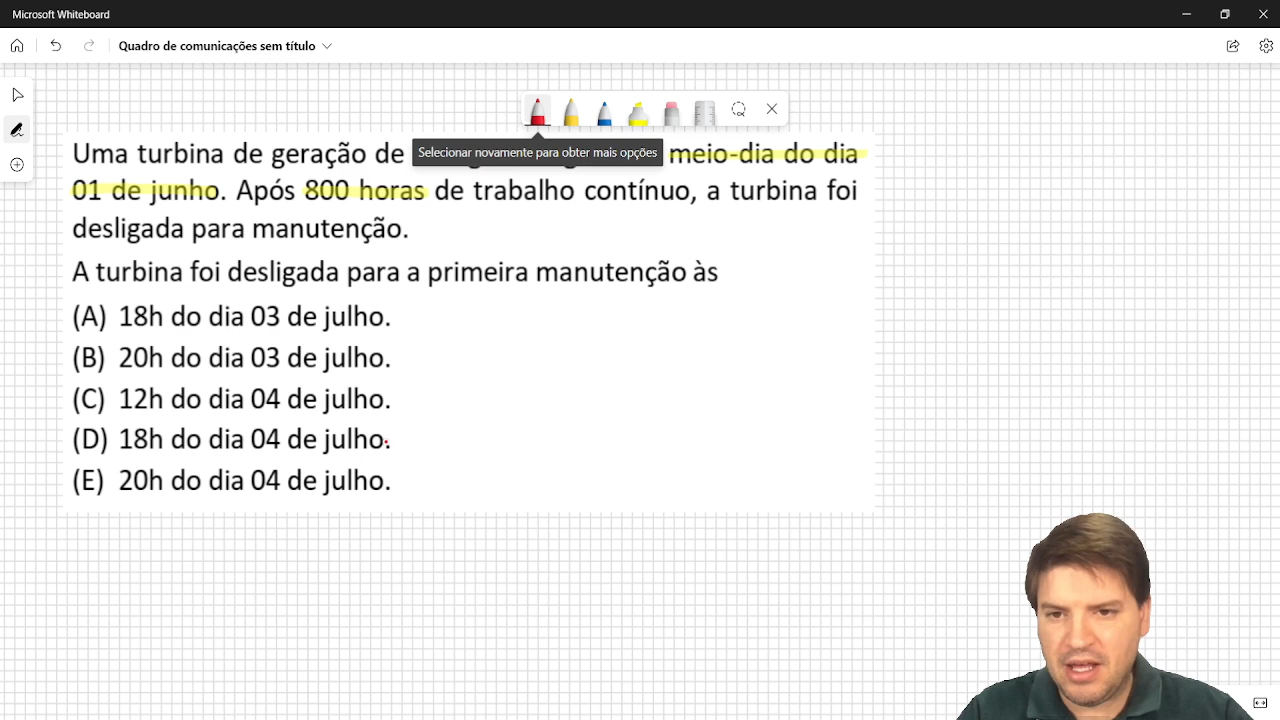 Microsoft Whiteboard
Quadro de comunicações sem título
Selecionar novamente para obter mais opções
Uma turbina de geração de meio-dia do dia
01 de junho. Após 800 horas de trabalho contínuo, a turbina foi
desligada para manutenção.
A turbina foi desligada para a primeira manutenção às
(A) 18h do dia 03 de julho.
(B) 20h do dia 03 de julho.
(C) 12h do dia 04 de julho.
(D) 18h do dia 04 de julho.
(E) 20h do dia 04 de julho.